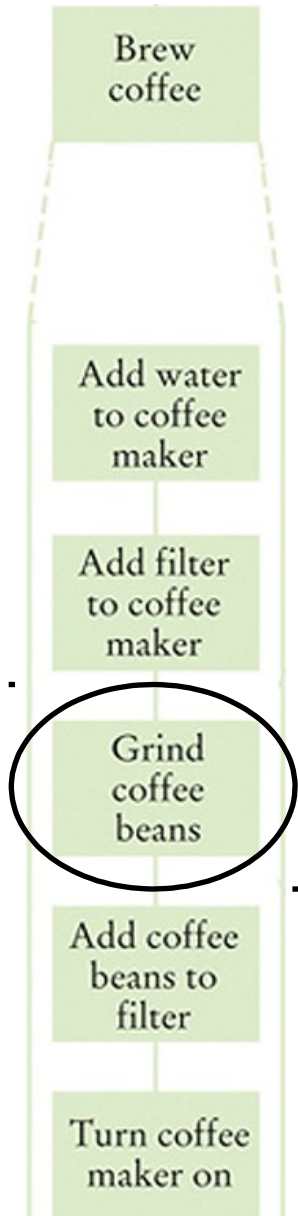 Brew
coffee
Add water
to coffee
maker
Add filter
to coffee
maker
Grind
coffee
beans
Add coffee
beans to
filter
Turn coffee
maker on